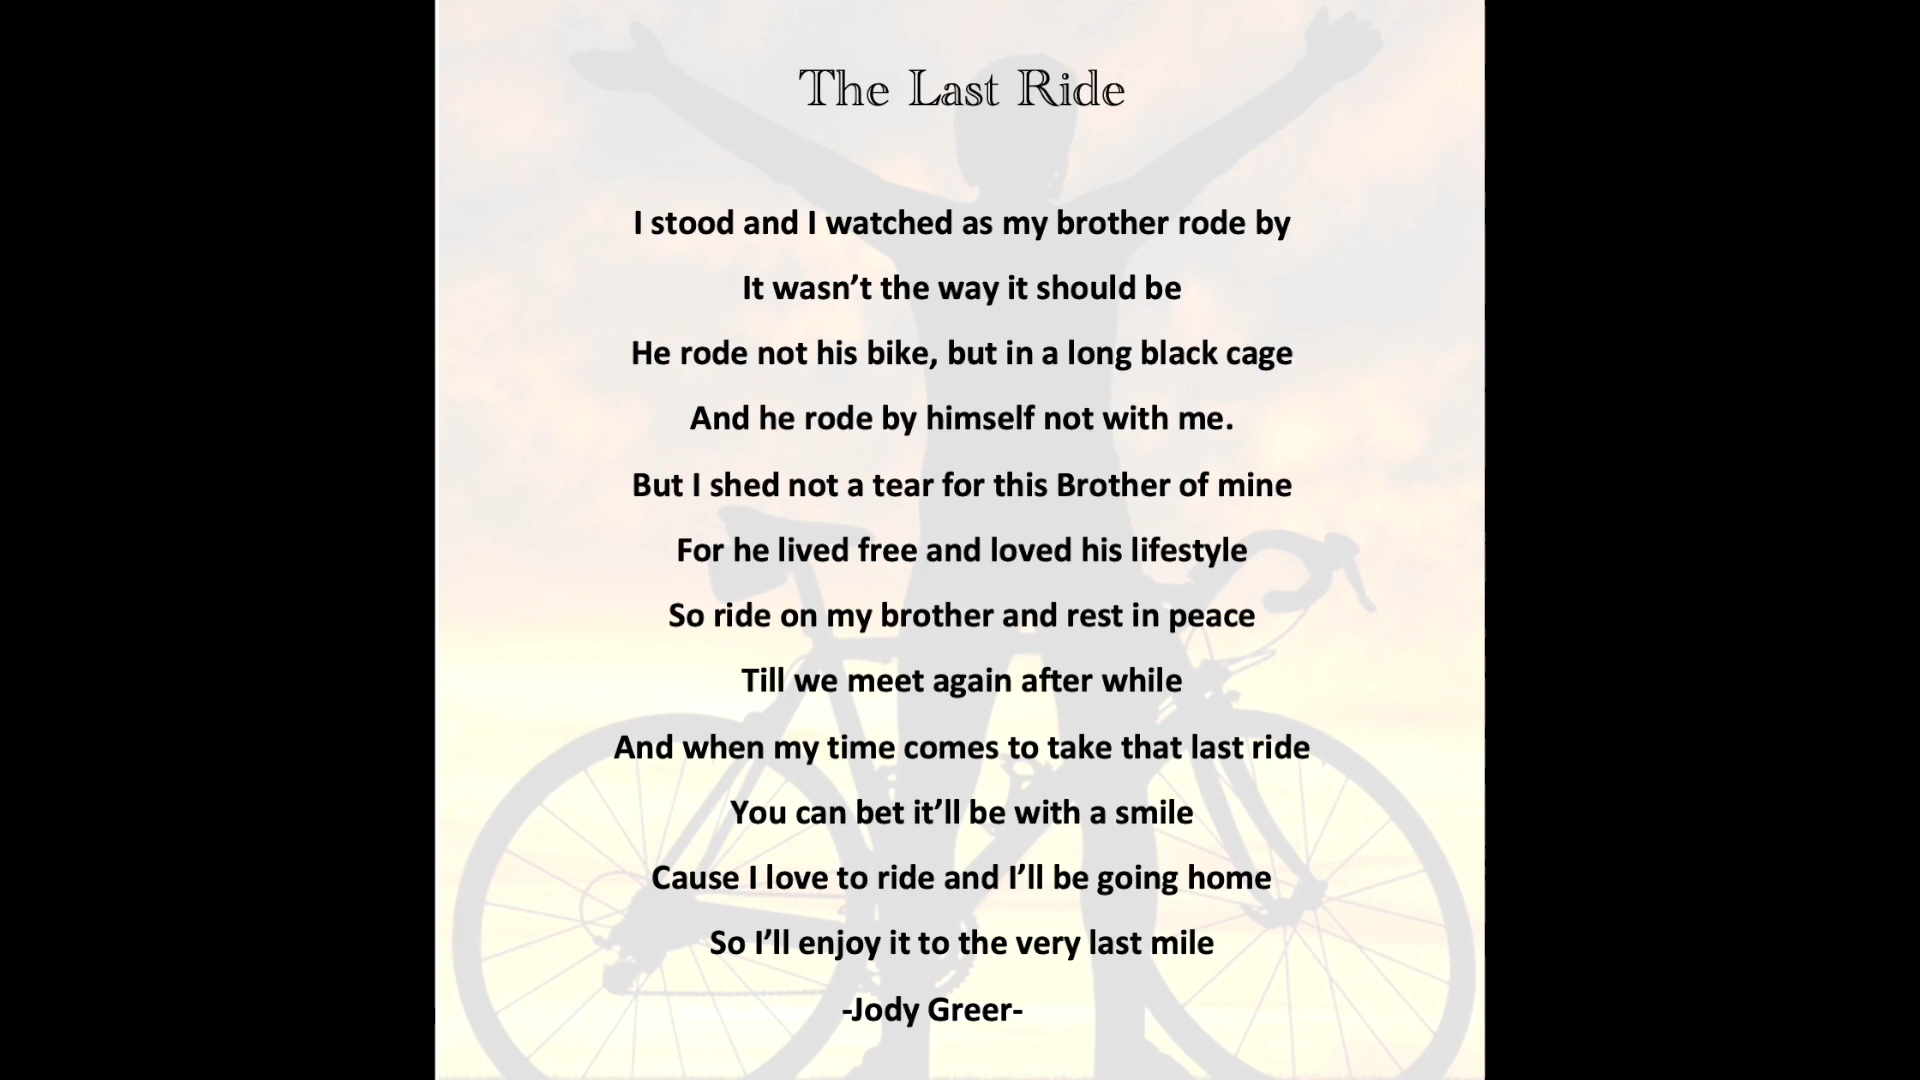 The Last Ride
I stood and I watched as my brother rode by
It wasn’t the way it should be
He rode not his bike, but in a long black cage
And he rode by himself not with me.
But I shed not a tear for this Brother of mine
For he lived free and loved his lifestyle
So ride on my brother and rest in peace
Till we meet again after while
And when my time comes to take that last ride
You can bet it’ll be with a smile
Cause I love to ride and I’ll be going home
So I’ll enjoy it to the very last mile
-Jody Greer-